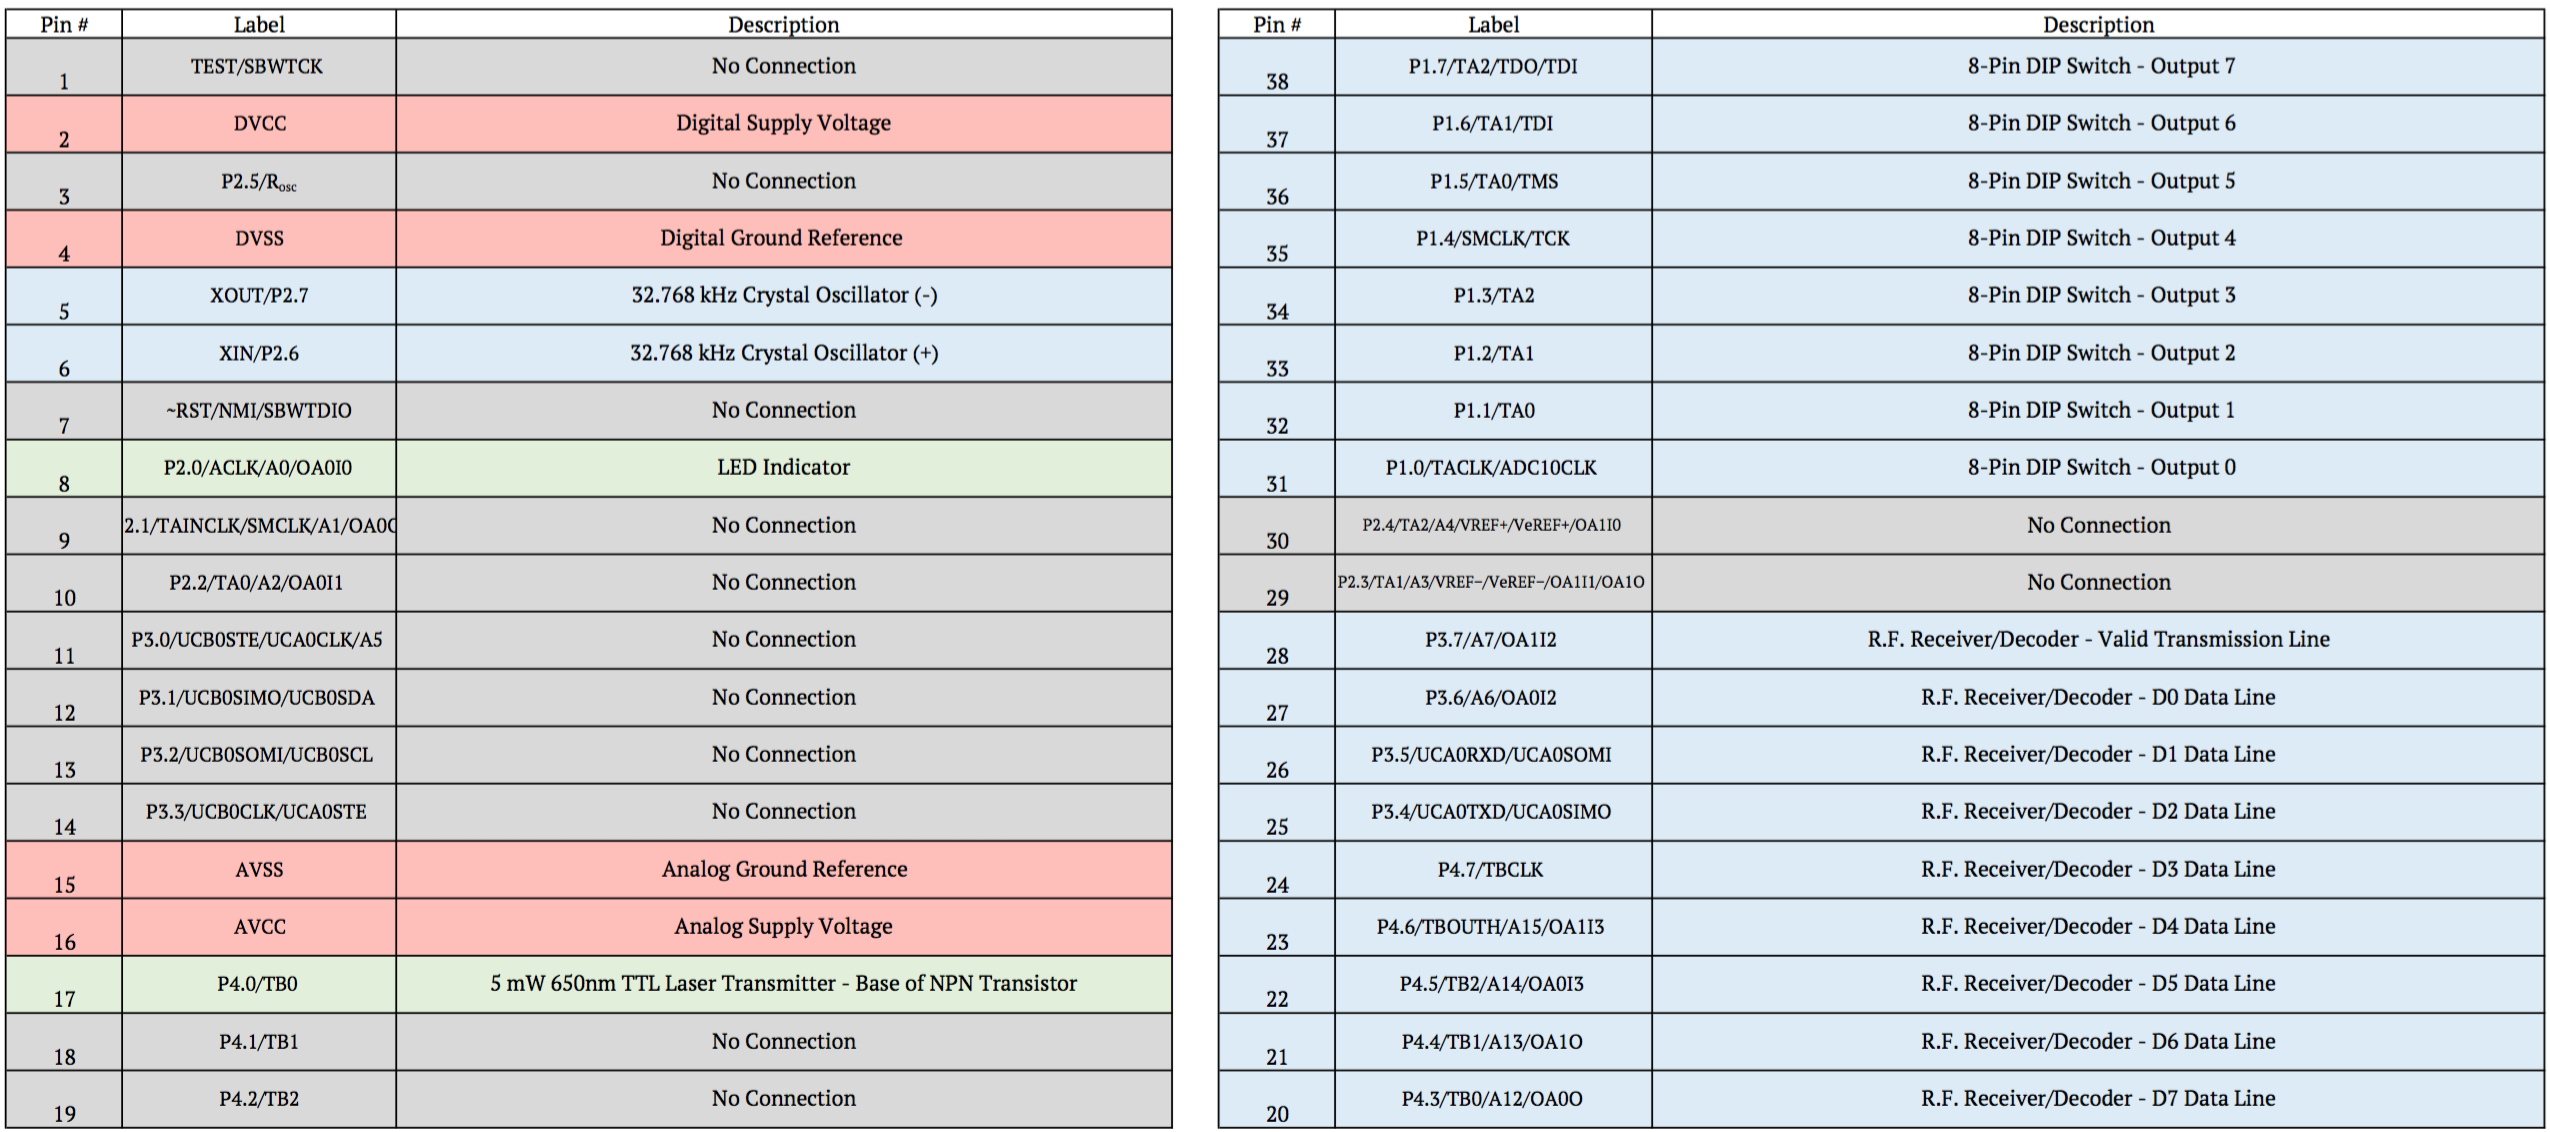 Pin # Label Description
1 TEST/SBWTCK No Connection
2 DVCC Digital Supply Voltage
3 P2.5/Rosc No Connection
4 DVSS Digital Ground Reference
5 XOUT/P2.7 32.768 kHz Crystal Oscillator (-)
6 XIN/P2.6 32.768 kHz Crystal Oscillator (+)
7 ~RST/NMI/SBWTDIO No Connection
8 P2.0/ACLK/A0/OA0I0 LED Indicator
9 2.1/TAINCLK/SMCLK/A1/OA0O No Connection
10 P2.2/TA0/A2/OA0I1 No Connection
11 P3.0/UCB0STE/UCA0CLK/A5 No Connection
12 P3.1/UCB0SIMO/UCB0SDA No Connection
13 P3.2/UCB0SOMI/UCB0SCL No Connection
14 P3.3/UCB0CLK/UCA0STE No Connection
15 AVSS Analog Ground Reference
16 AVCC Analog Supply Voltage
17 P4.0/TB0 5 mW 650nm TTL Laser Transmitter - Base of NPN Transistor
18 P4.1/TB1 No Connection
19 P4.2/TB2 No Connection
Pin # Label Description
38 P1.7/TA2/TDO/TDI 8-Pin DIP Switch - Output 7
37 P1.6/TA1/TDI 8-Pin DIP Switch - Output 6
36 P1.5/TA0/TMS 8-Pin DIP Switch - Output 5
35 P1.4/SMCLK/TCK 8-Pin DIP Switch - Output 4
34 P1.3/TA2 8-Pin DIP Switch - Output 3
33 P1.2/TA1 8-Pin DIP Switch - Output 2
32 P1.1/TA0 8-Pin DIP Switch - Output 1
31 P1.0/TACLK/ADC10CLK 8-Pin DIP Switch - Output 0
30 P2.4/TA2/A4/VREF+/VeREF+/OA1I0 No Connection
29 P2.3/TA1/A3/VREF−/VeREF−/OA1I1/OA1O No Connection
28 P3.7/A7/OA1I2 R.F. Receiver/Decoder - Valid Transmission Line
27 P3.6/A6/OA0I2 R.F. Receiver/Decoder - D0 Data Line
26 P3.5/UCA0RXD/UCA0SOMI R.F. Receiver/Decoder - D1 Data Line
25 P3.4/UCA0TXD/UCA0SIMO R.F. Receiver/Decoder - D2 Data Line
24 P4.7/TBCLK R.F. Receiver/Decoder - D3 Data Line
23 P4.6/TBOUTH/A15/OA1I3 R.F. Receiver/Decoder - D4 Data Line
22 P4.5/TB2/A14/OA0I3 R.F. Receiver/Decoder - D5 Data Line
21 P4.4/TB1/A13/OA1O R.F. Receiver/Decoder - D6 Data Line
20 P4.3/TB0/A12/OA0O R.F. Receiver/Decoder - D7 Data Line